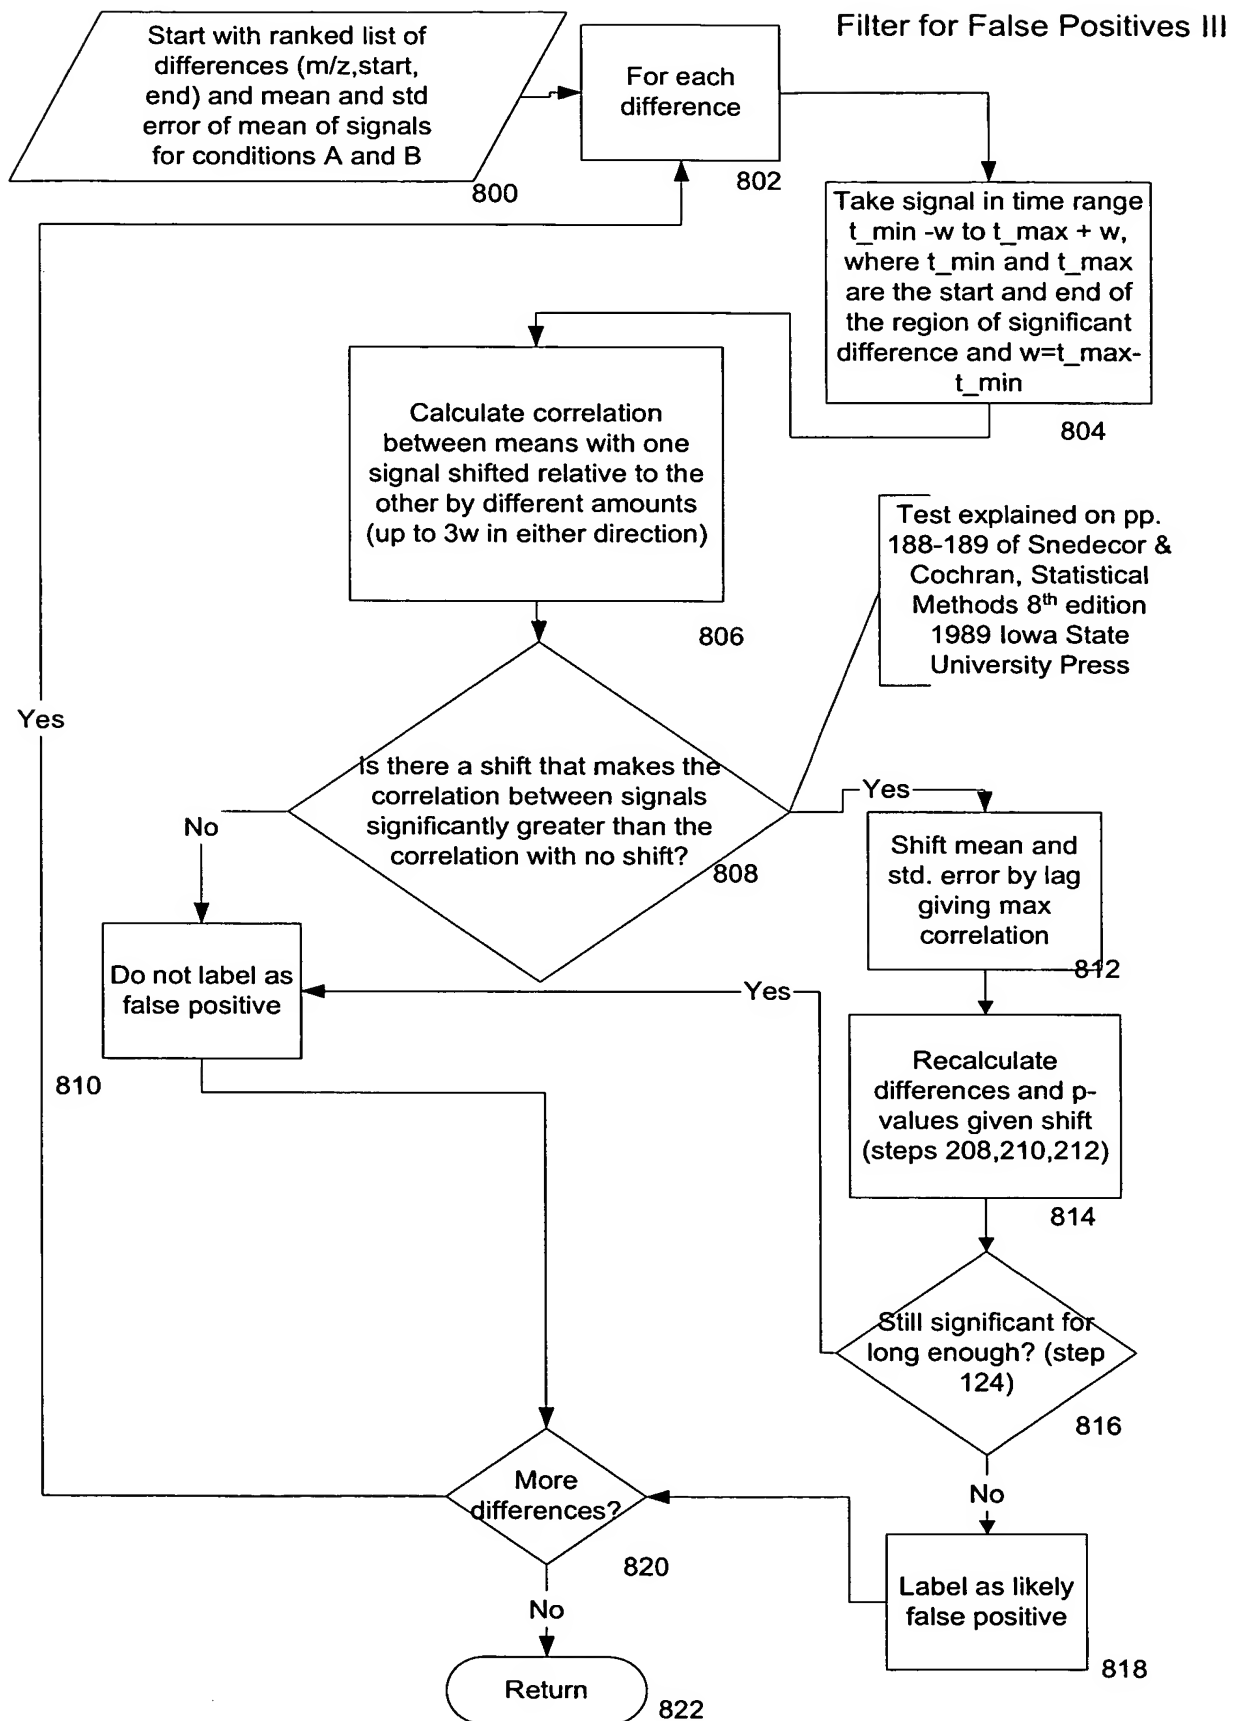 Filter for False Positives III
Start with ranked list of
differences (m/z,start,
end) and mean and std
error of mean of signals
for conditions A and B
800
For each
difference
802
Take signal in time range
t_min -w to t_max + w,
where t_min and t_max
are the start and end of
the region of significant
difference and w=t_max-
t_min
804
Calculate correlation
between means with one
signal shifted relative to the
other by different amounts
(up to 3w in either direction)
806
Test explained on pp.
188-189 of Snedecor &
Cochran, Statistical
Methods 8th edition
1989 Iowa State
University Press
Is there a shift that makes the
correlation between signals
significantly greater than the
correlation with no shift?
808
Yes
No
Yes
Shift mean and
std. error by lag
giving max
correlation
812
Do not label as
false positive
810
Yes
Recalculate
differences and p-
values given shift
(steps 208,210,212)
814
Still significant for
long enough? (step
124)
816
No
More
differences?
820
Label as likely
false positive
818
No
Return
822